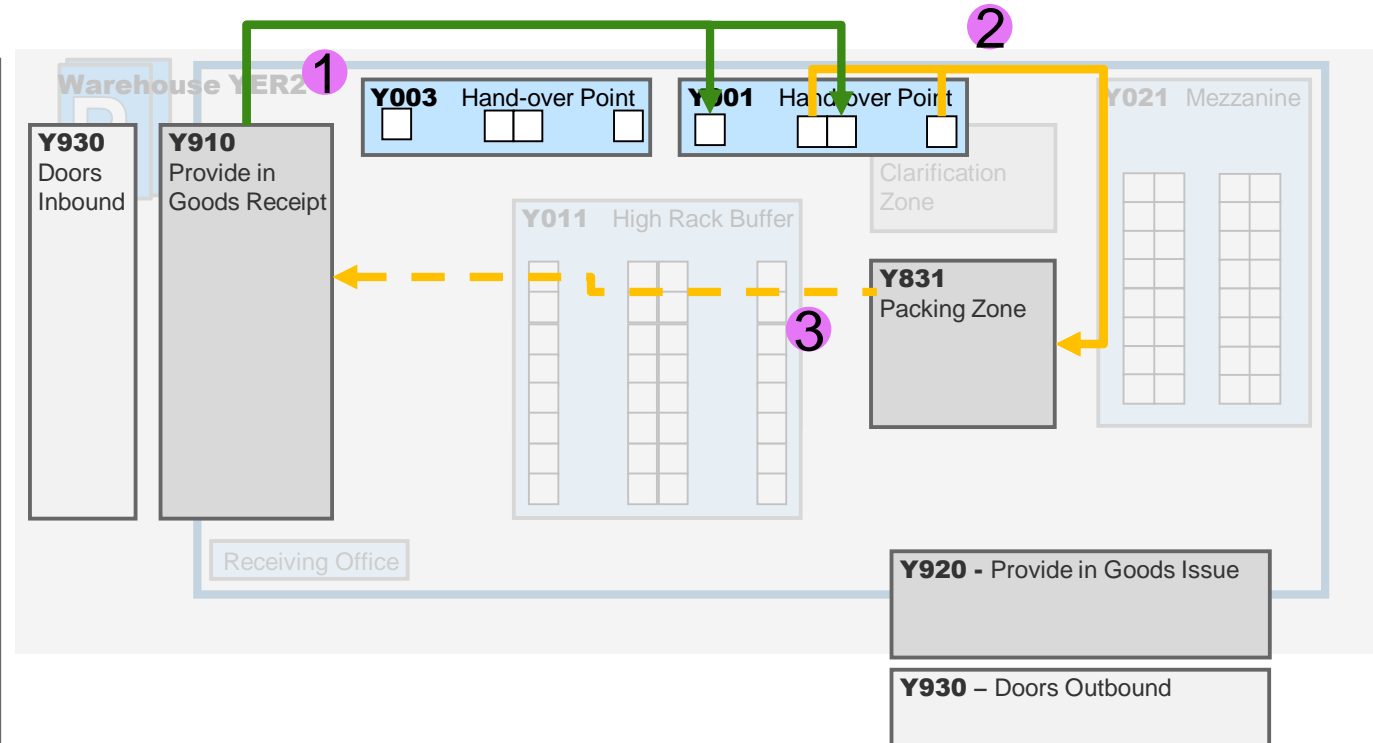 2
1
Warehouse YER2
Y003 Hand-over Point
Y001 Hand-over Point
Y021 Mezzanine
Y930
Doors
Inbound
Y910
Provide in
Goods Receipt
Clarification
Zone
Y011 High Rack Buffer
Y831
Packing Zone
3
Receiving Office
Y920 - Provide in Goods Issue
Y930 – Doors Outbound